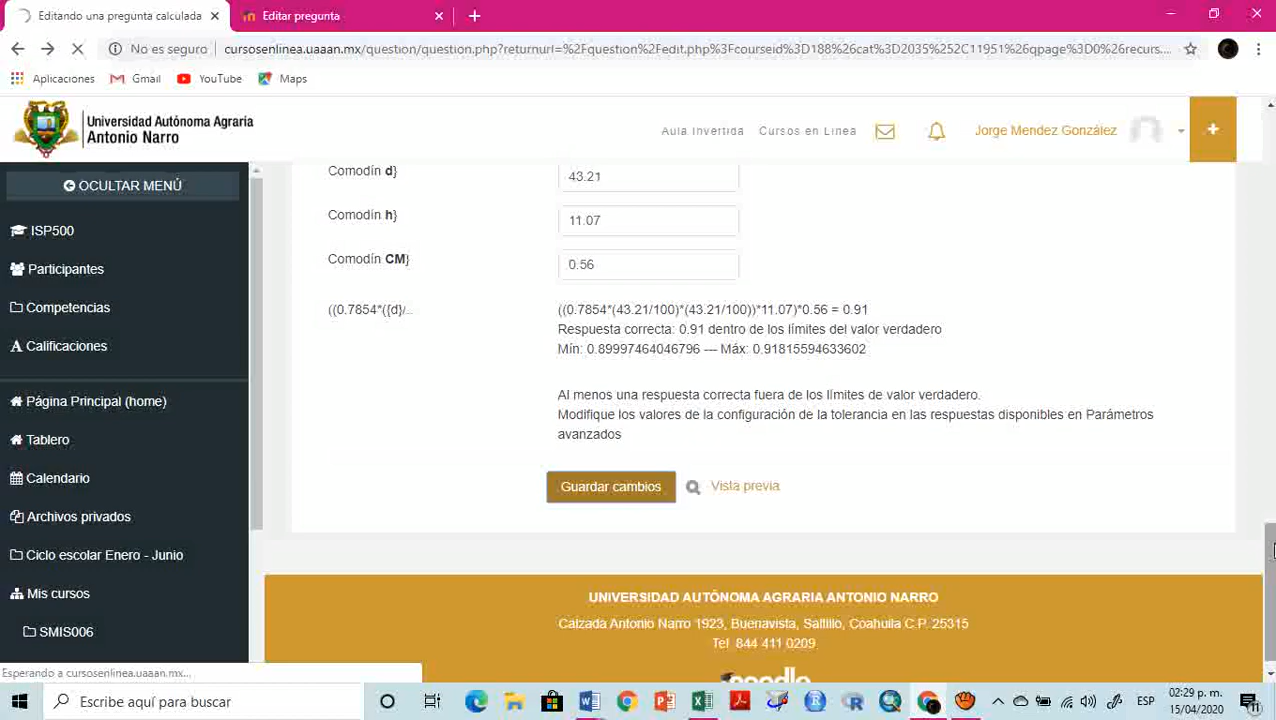 Editando una pregunta calculada
Editar pregunta
No es seguro
cursosenlinea.uaaan.mx/question/question.php?returnurl=%2Fquestion%2Fedit.php%3Fcourseid%3D188%26cat%3D2035%252C11951%26qpage%3D0%26recurs...
Aplicaciones
Gmail
YouTube
Maps
Universidad Autónoma Agraria
Antonio Narro
Aula Invertida
Cursos en Linea
Jorge Mendez González
OCULTAR MENÙ
ISP500
Participantes
Competencias
Calificaciones
Página Principal (home)
Tablero
Calendario
Archivos privados
Ciclo escolar Enero - Junio
Mis cursos
SMIS006
Comodín d}
43.21
Comodín h}
11.07
Comodín CM}
0.56
((0.7854*({d}/..
((0.7854*(43.21/100)*(43.21/100))*11.07)*0.56 = 0.91
Respuesta correcta: 0.91 dentro de los límites del valor verdadero
Mín: 0.89997464046796 --- Máx: 0.91815594633602
Al menos una respuesta correcta fuera de los límites de valor verdadero.
Modifique los valores de la configuración de la tolerancia en las respuestas disponibles en Parámetros
avanzados
Guardar cambios
Vista previa
UNIVERSIDAD AUTÓNOMA AGRARIA ANTONIO NARRO
Calzada Antonio Narro 1923, Buenavista, Saltillo, Coahuila C.P. 25315
Tel 844 411 0209
moodle
Esperando a cursosenlinea.uaaan.mx...
Escribe aquí para buscar
ESP
02:29 p. m.
15/04/2020